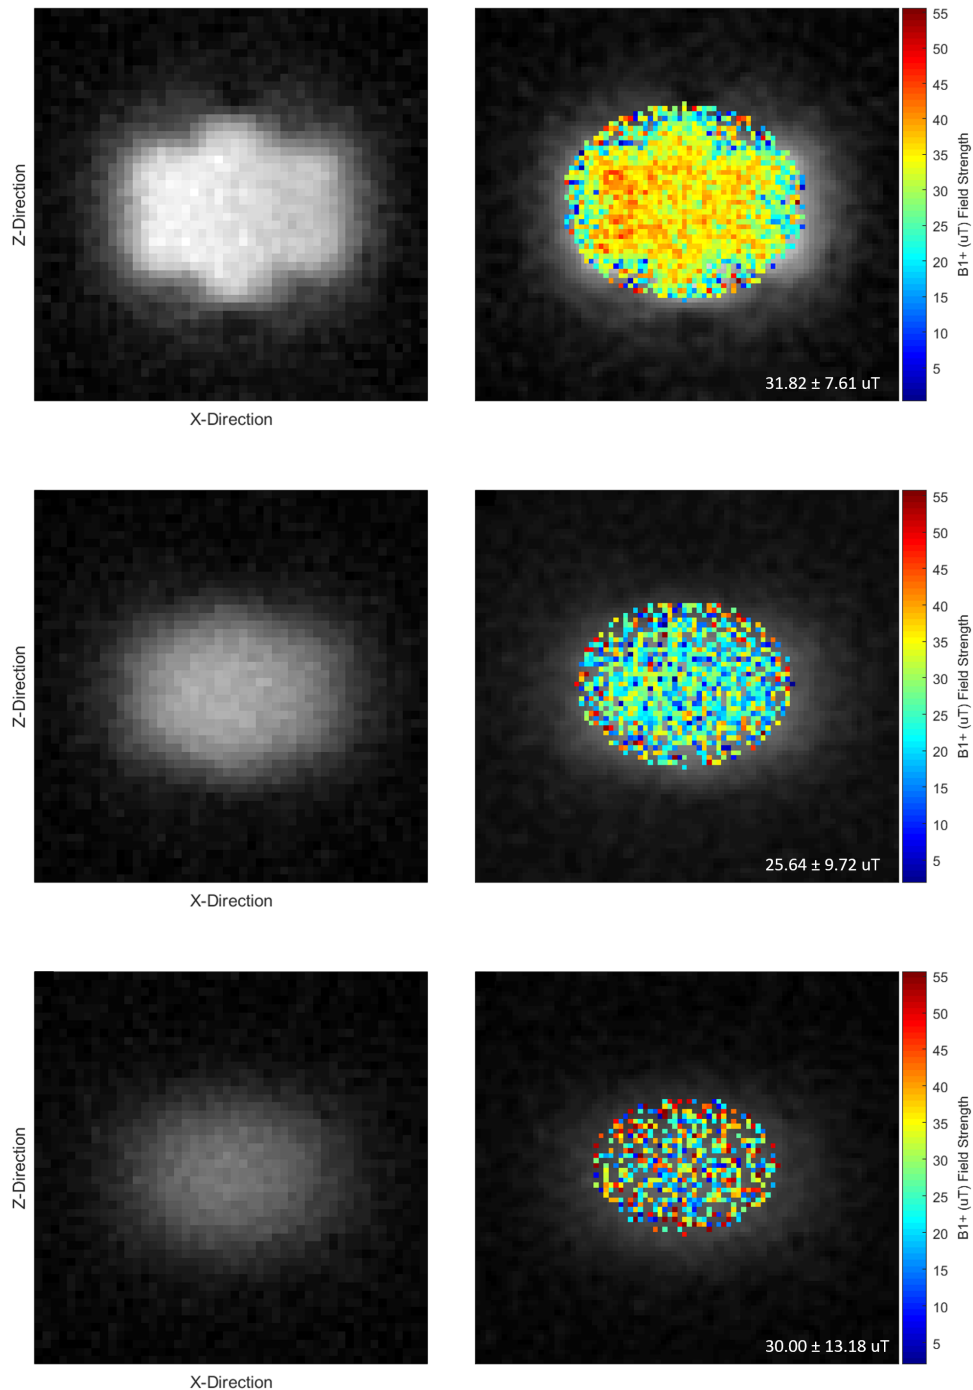 Z-Direction
X-Direction
55
50
45
40
35
30
25
20
15
10
5
B1+ (uT) Field Strength
31.82 ± 7.61 uT
Z-Direction
X-Direction
55
50
45
40
35
30
25
20
15
10
5
B1+ (uT) Field Strength
25.64 ± 9.72 uT
Z-Direction
X-Direction
55
50
45
40
35
30
25
20
15
10
5
B1+ (uT) Field Strength
30.00 ± 13.18 uT